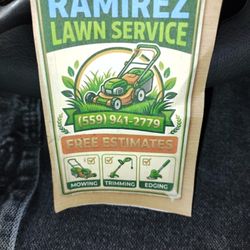 RAMIREZ
LAWN SERVICE
(559) 941-2779
FREE ESTIMATES
MOWING TRIMMING EDGING